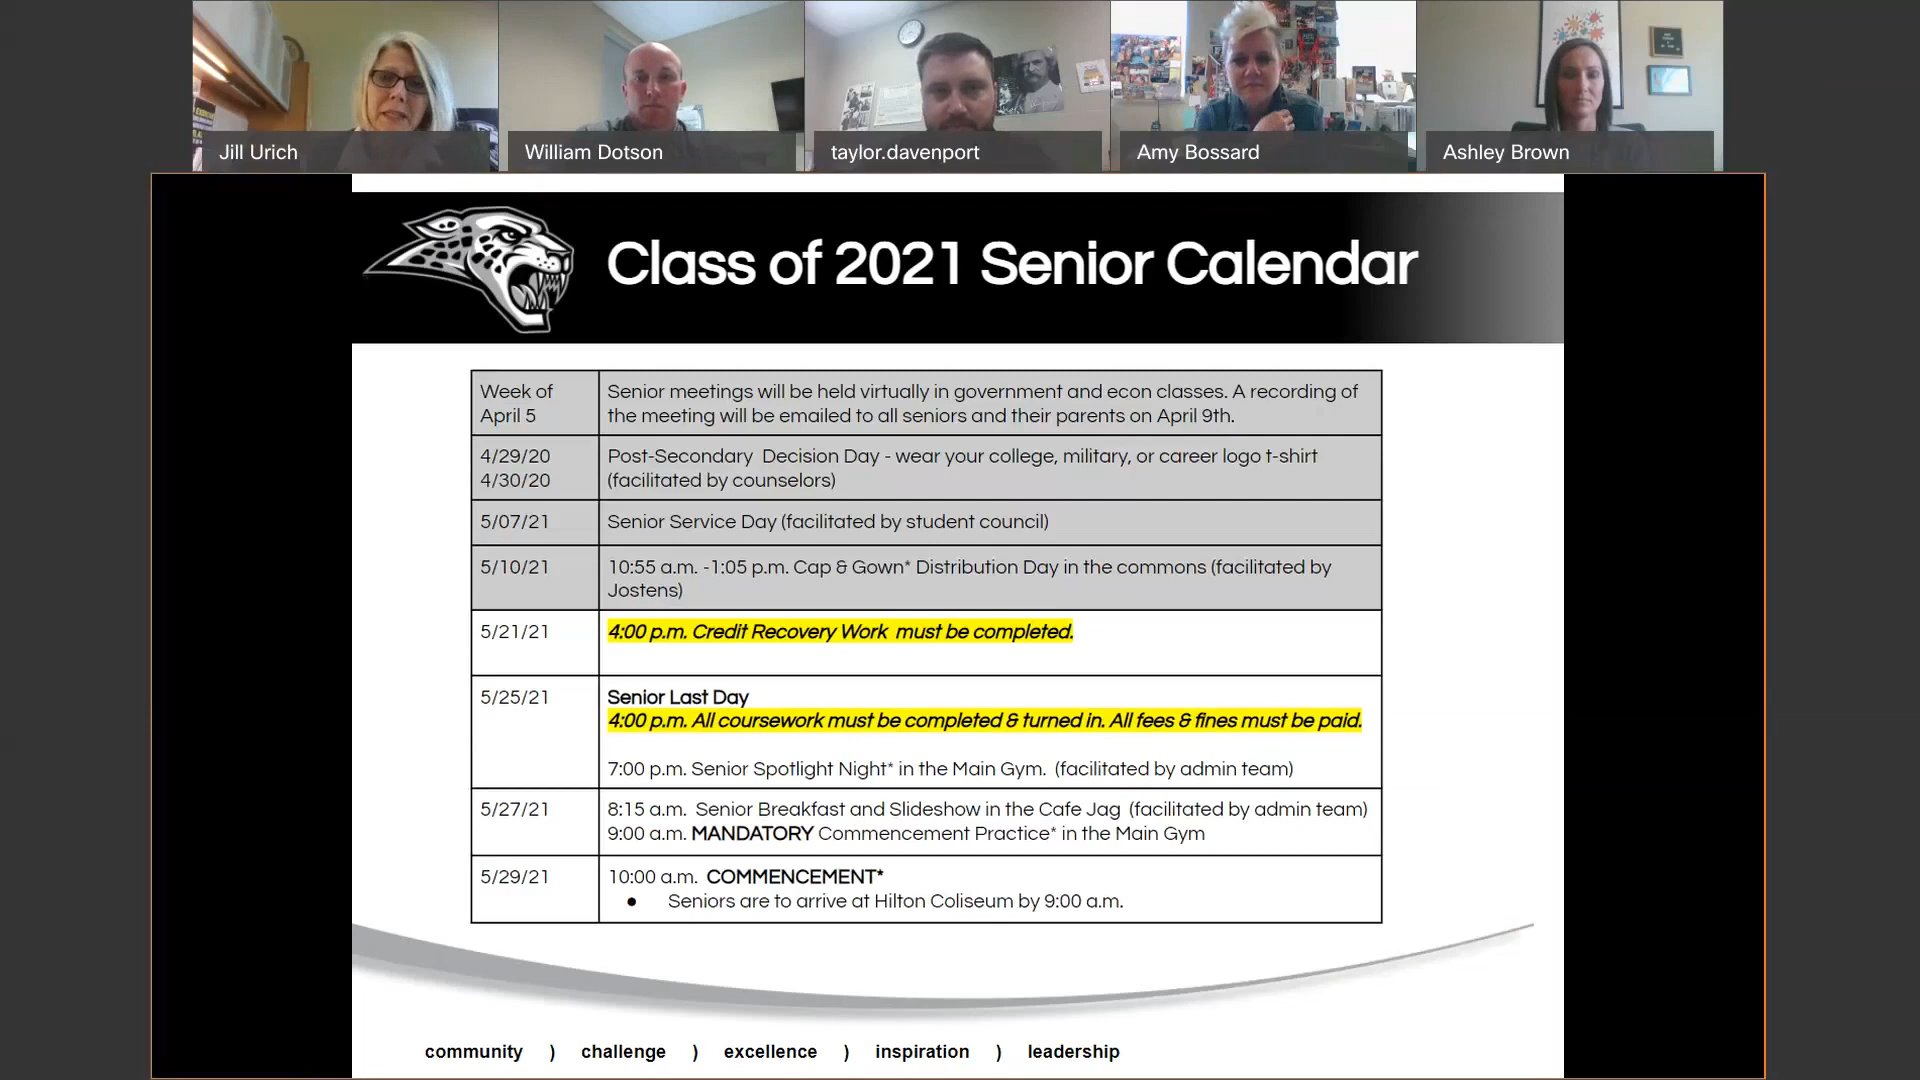 Jill Urich
William Dotson
taylor.davenport
Amy Bossard
Ashley Brown
Class of 2021 Senior Calendar
Week of April 5
Senior meetings will be held virtually in government and econ classes. A recording of
the meeting will be emailed to all seniors and their parents on April 9th.
4/29/20
4/30/20
Post-Secondary Decision Day - wear your college, military, or career logo t-shirt
(facilitated by counselors)
5/07/21
Senior Service Day (facilitated by student council)
5/10/21
10:55 a.m. -1:05 p.m. Cap & Gown* Distribution Day in the commons (facilitated by
Jostens)
5/21/21
4:00 p.m. Credit Recovery Work must be completed.
5/25/21
Senior Last Day
4:00 p.m. All coursework must be completed & turned in. All fees & fines must be paid.
7:00 p.m. Senior Spotlight Night* in the Main Gym. (facilitated by admin team)
5/27/21
8:15 a.m. Senior Breakfast and Slideshow in the Cafe Jag (facilitated by admin team)
9:00 a.m. MANDATORY Commencement Practice* in the Main Gym
5/29/21
10:00 a.m. COMMENCEMENT*
● Seniors are to arrive at Hilton Coliseum by 9:00 a.m.
community ) challenge ) excellence ) inspiration ) leadership